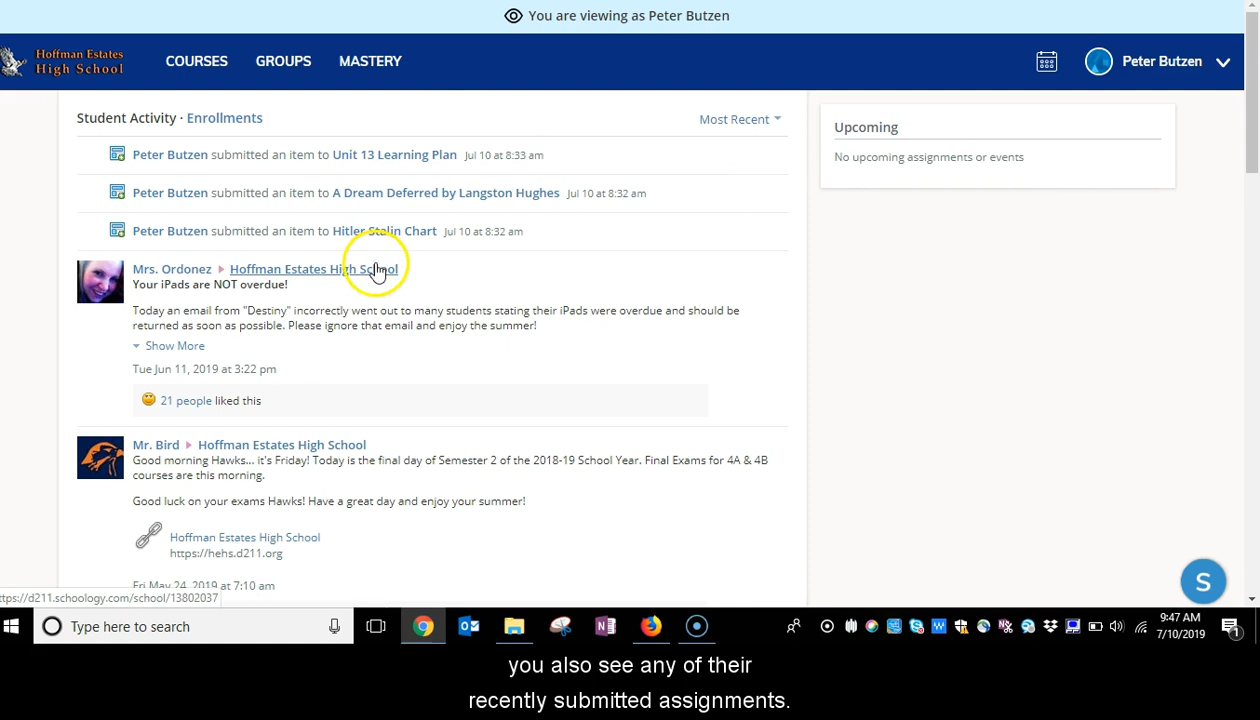 You are viewing as Peter Butzen
Hoffman Estates
High School
COURSES
GROUPS
MASTERY
Peter Butzen
Student Activity · Enrollments
Most Recent
Peter Butzen submitted an item to Unit 13 Learning Plan Jul 10 at 8:33 am
Peter Butzen submitted an item to A Dream Deferred by Langston Hughes Jul 10 at 8:32 am
Peter Butzen submitted an item to Hitler Stalin Chart Jul 10 at 8:32 am
Mrs. Ordonez Hoffman Estates High School
Your iPads are NOT overdue!
Today an email from "Destiny" incorrectly went out to many students stating their iPads were overdue and should be
returned as soon as possible. Please ignore that email and enjoy the summer!
Show More
Tue Jun 11, 2019 at 3:22 pm
21 people liked this
Mr. Bird Hoffman Estates High School
Good morning Hawks... it's Friday! Today is the final day of Semester 2 of the 2018-19 School Year. Final Exams for 4A & 4B
courses are this morning.
Good luck on your exams Hawks! Have a great day and enjoy your summer!
Hoffman Estates High School
https://hehs.d211.org
Fri May 24, 2019 at 7:10 am
Upcoming
No upcoming assignments or events
S
ttps://d211.schoology.com/school/13802037
Type here to search
9:47 AM
7/10/2019
1
you also see any of their
recently submitted assignments.